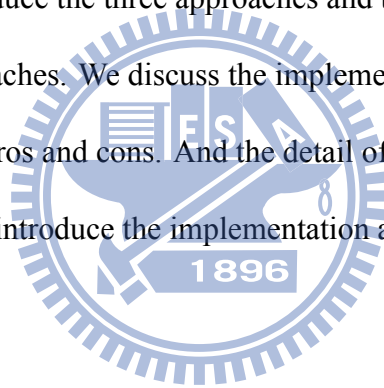 duce the three approaches and t
aches. We discuss the impleme
ros and cons. And the detail of
introduce the implementation a
E S A
1896